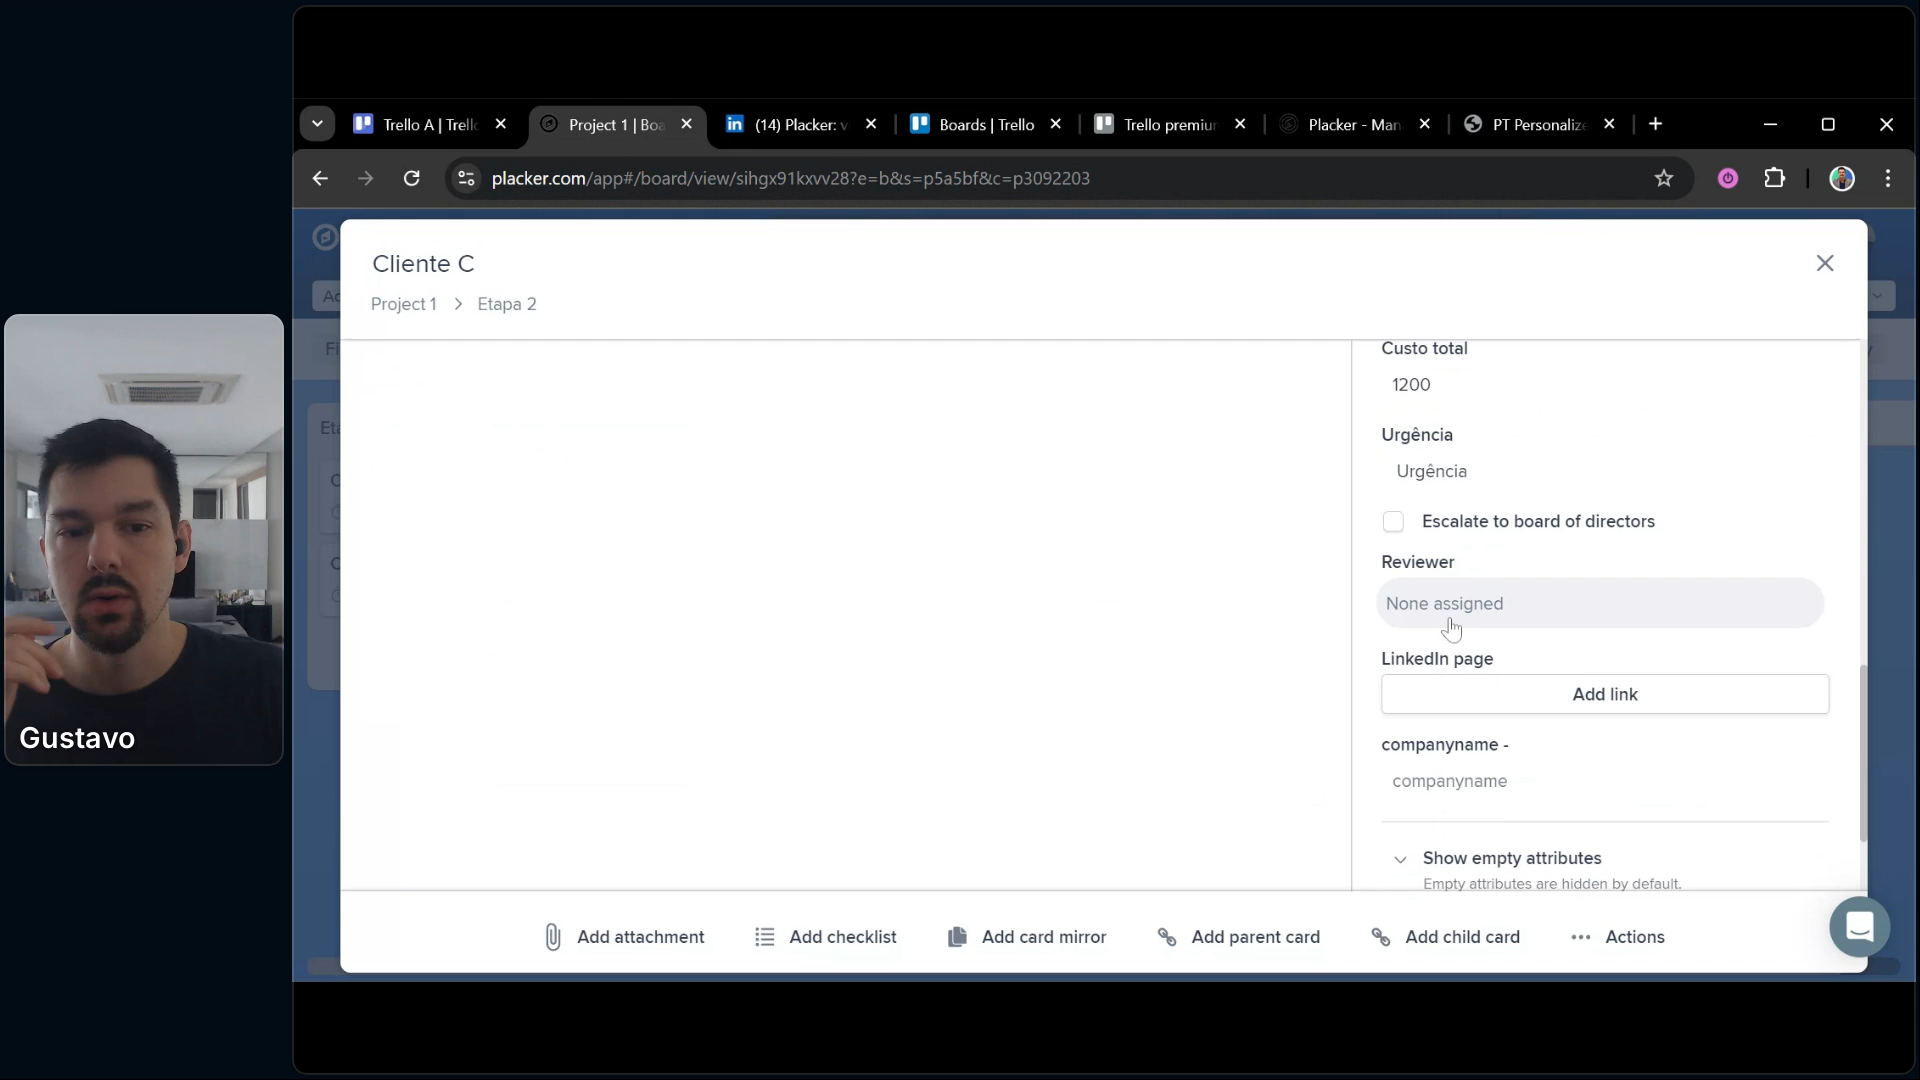 Trello A | Trello
Project 1 | Boa
(14) Placker: v
Boards | Trello
Trello premiur
Placker - Man
PT Personalize
placker.com/app#/board/view/sihgx91kxvv28?e=b&s=p5a5bf&c=p3092203
Cliente C
Project 1 > Etapa 2
Custo total
1200
Urgência
Urgência
Escalate to board of directors
Reviewer
None assigned
LinkedIn page
Add link
companyname -
companyname
Show empty attributes
Empty attributes are hidden by default.
Add attachment
Add checklist
Add card mirror
Add parent card
Add child card
Actions
Gustavo